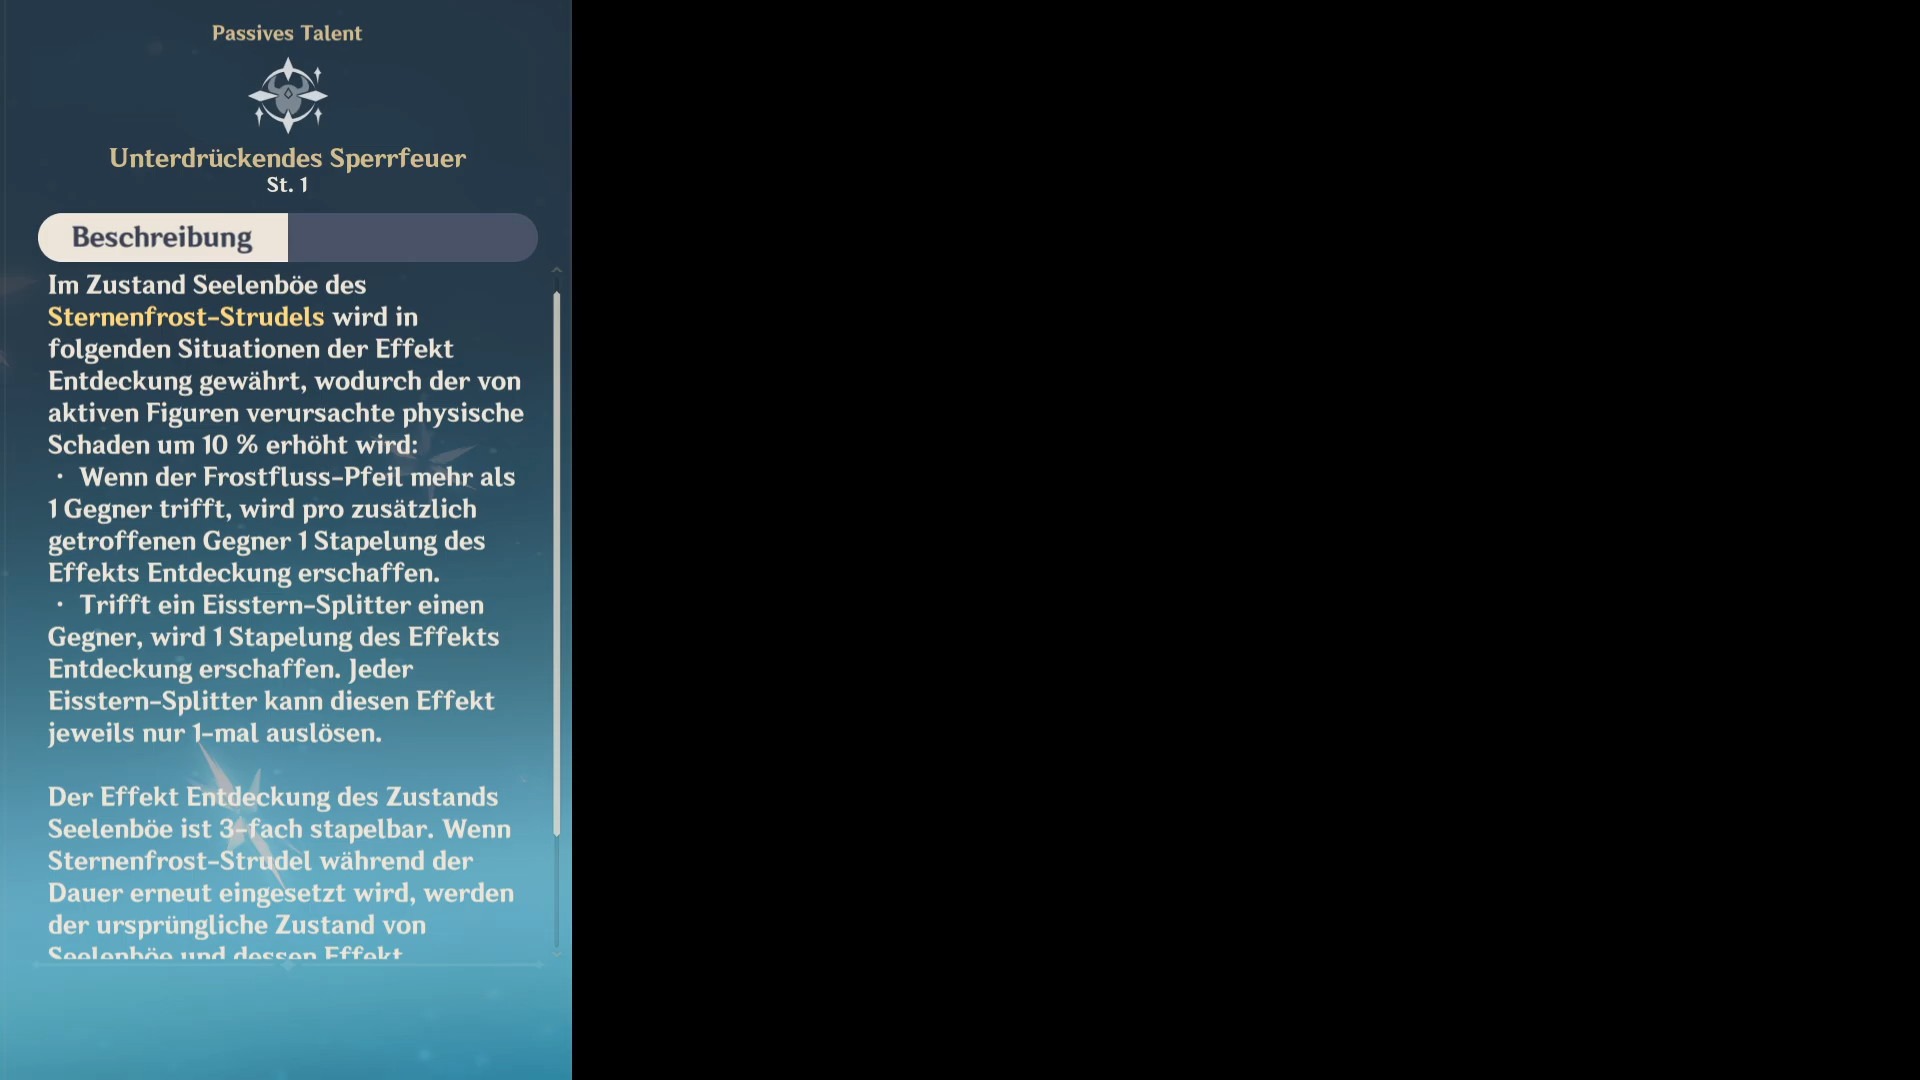 Passives Talent
Unterdrückendes Sperrfeuer
St. 1
Beschreibung
Im Zustand Seelenböe des
Sternenfrost-Strudels wird in
folgenden Situationen der Effekt
Entdeckung gewährt, wodurch der von
aktiven Figuren verursachte physische
Schaden um 10 % erhöht wird:
· Wenn der Frostfluss-Pfeil mehr als
1 Gegner trifft, wird pro zusätzlich
getroffenen Gegner 1 Stapelung des
Effekts Entdeckung erschaffen.
· Trifft ein Eisstern-Splitter einen
Gegner, wird 1 Stapelung des Effekts
Entdeckung erschaffen. Jeder
Eisstern-Splitter kann diesen Effekt
jeweils nur 1-mal auslösen.
Der Effekt Entdeckung des Zustands
Seelenböe ist 3-fach stapelbar. Wenn
Sternenfrost-Strudel während der
Dauer erneut eingesetzt wird, werden
der ursprüngliche Zustand von
Seelenböe und dessen Effekt